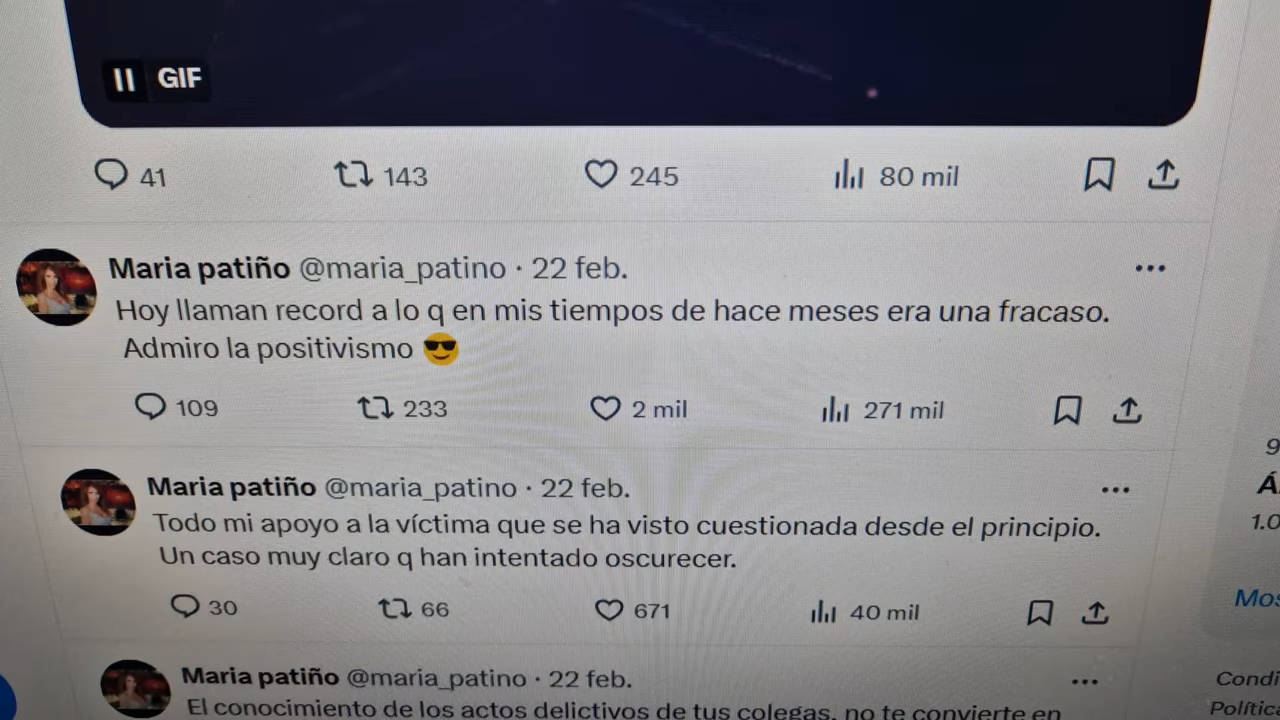 GIF
41 143 245 80 mil
Maria patiño @maria_patino · 22 feb.
Hoy llaman record a lo q en mis tiempos de hace meses era una fracaso.
Admiro la positivismo 😎
109 233 2 mil 271 mil
Maria patiño @maria_patino · 22 feb.
Todo mi apoyo a la víctima que se ha visto cuestionada desde el principio.
Un caso muy claro q han intentado oscurecer.
30 66 671 40 mil
Maria patiño @maria_patino · 22 feb.
El conocimiento de los actos delictivos de tus colegas, no te convierte en
9
Á
1.0
Mos
Condi
Polític